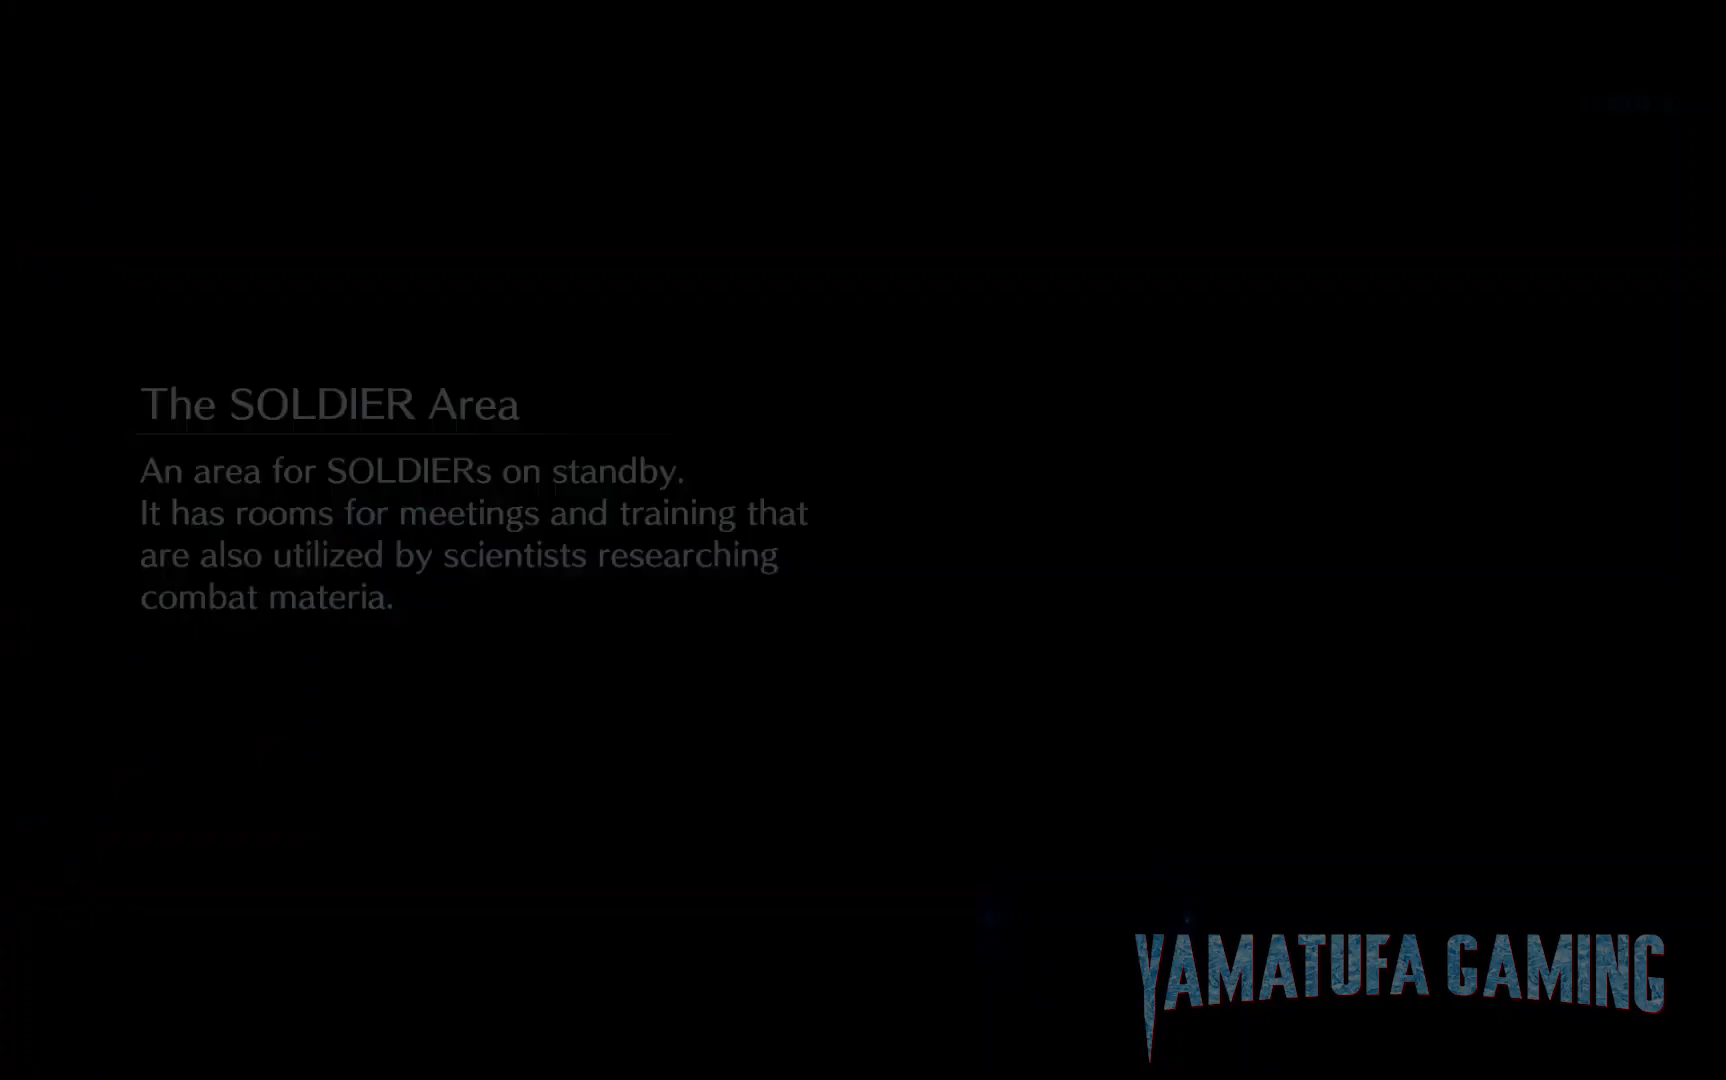 The SOLDIER Area
An area for SOLDIERs on standby.
It has rooms for meetings and training that
are also utilized by scientists researching
combat materia.
YAMATUFA GAMING